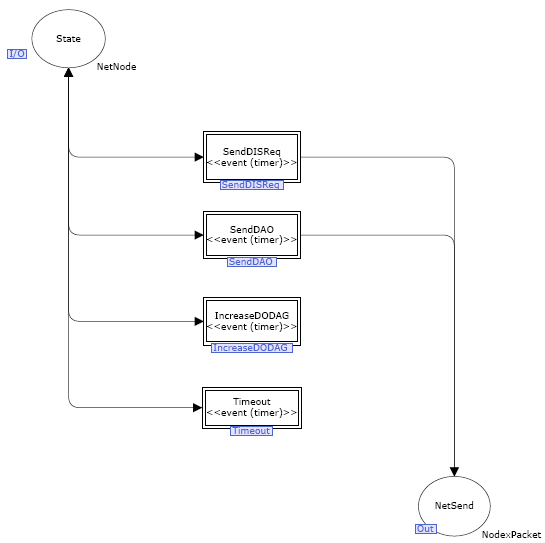 State
I/O
NetNode
SendDISReq
<<event (timer)>>
SendDISReq
SendDAO
<<event (timer)>>
SendDAO
IncreaseDODAG
<<event (timer)>>
IncreaseDODAG
Timeout
<<event (timer)>>
Timeout
NetSend
Out
NodexPacket